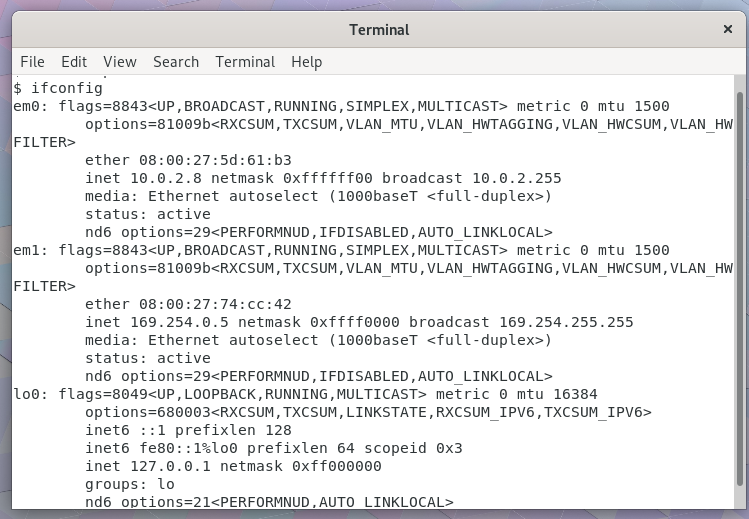 Terminal
File Edit View Search Terminal Help
$ ifconfig
em0: flags=8843<UP,BROADCAST,RUNNING,SIMPLEX,MULTICAST> metric 0 mtu 1500
options=81009b<RXCSUM,TXCSUM,VLAN_MTU,VLAN_HWTAGGING,VLAN_HWCSUM,VLAN_HW
FILTER>
ether 08:00:27:5d:61:b3
inet 10.0.2.8 netmask 0xffffff00 broadcast 10.0.2.255
media: Ethernet autoselect (1000baseT <full-duplex>)
status: active
nd6 options=29<PERFORMNUD,IFDISABLED,AUTO_LINKLOCAL>
em1: flags=8843<UP,BROADCAST,RUNNING,SIMPLEX,MULTICAST> metric 0 mtu 1500
options=81009b<RXCSUM,TXCSUM,VLAN_MTU,VLAN_HWTAGGING,VLAN_HWCSUM,VLAN_HW
FILTER>
ether 08:00:27:74:cc:42
inet 169.254.0.5 netmask 0xffff0000 broadcast 169.254.255.255
media: Ethernet autoselect (1000baseT <full-duplex>)
status: active
nd6 options=29<PERFORMNUD,IFDISABLED,AUTO_LINKLOCAL>
lo0: flags=8049<UP,LOOPBACK,RUNNING,MULTICAST> metric 0 mtu 16384
options=680003<RXCSUM,TXCSUM,LINKSTATE,RXCSUM_IPV6,TXCSUM_IPV6>
inet6 ::1 prefixlen 128
inet6 fe80::1%lo0 prefixlen 64 scopeid 0x3
inet 127.0.0.1 netmask 0xff000000
groups: lo
nd6 options=21<PERFORMNUD,AUTO_LINKLOCAL>